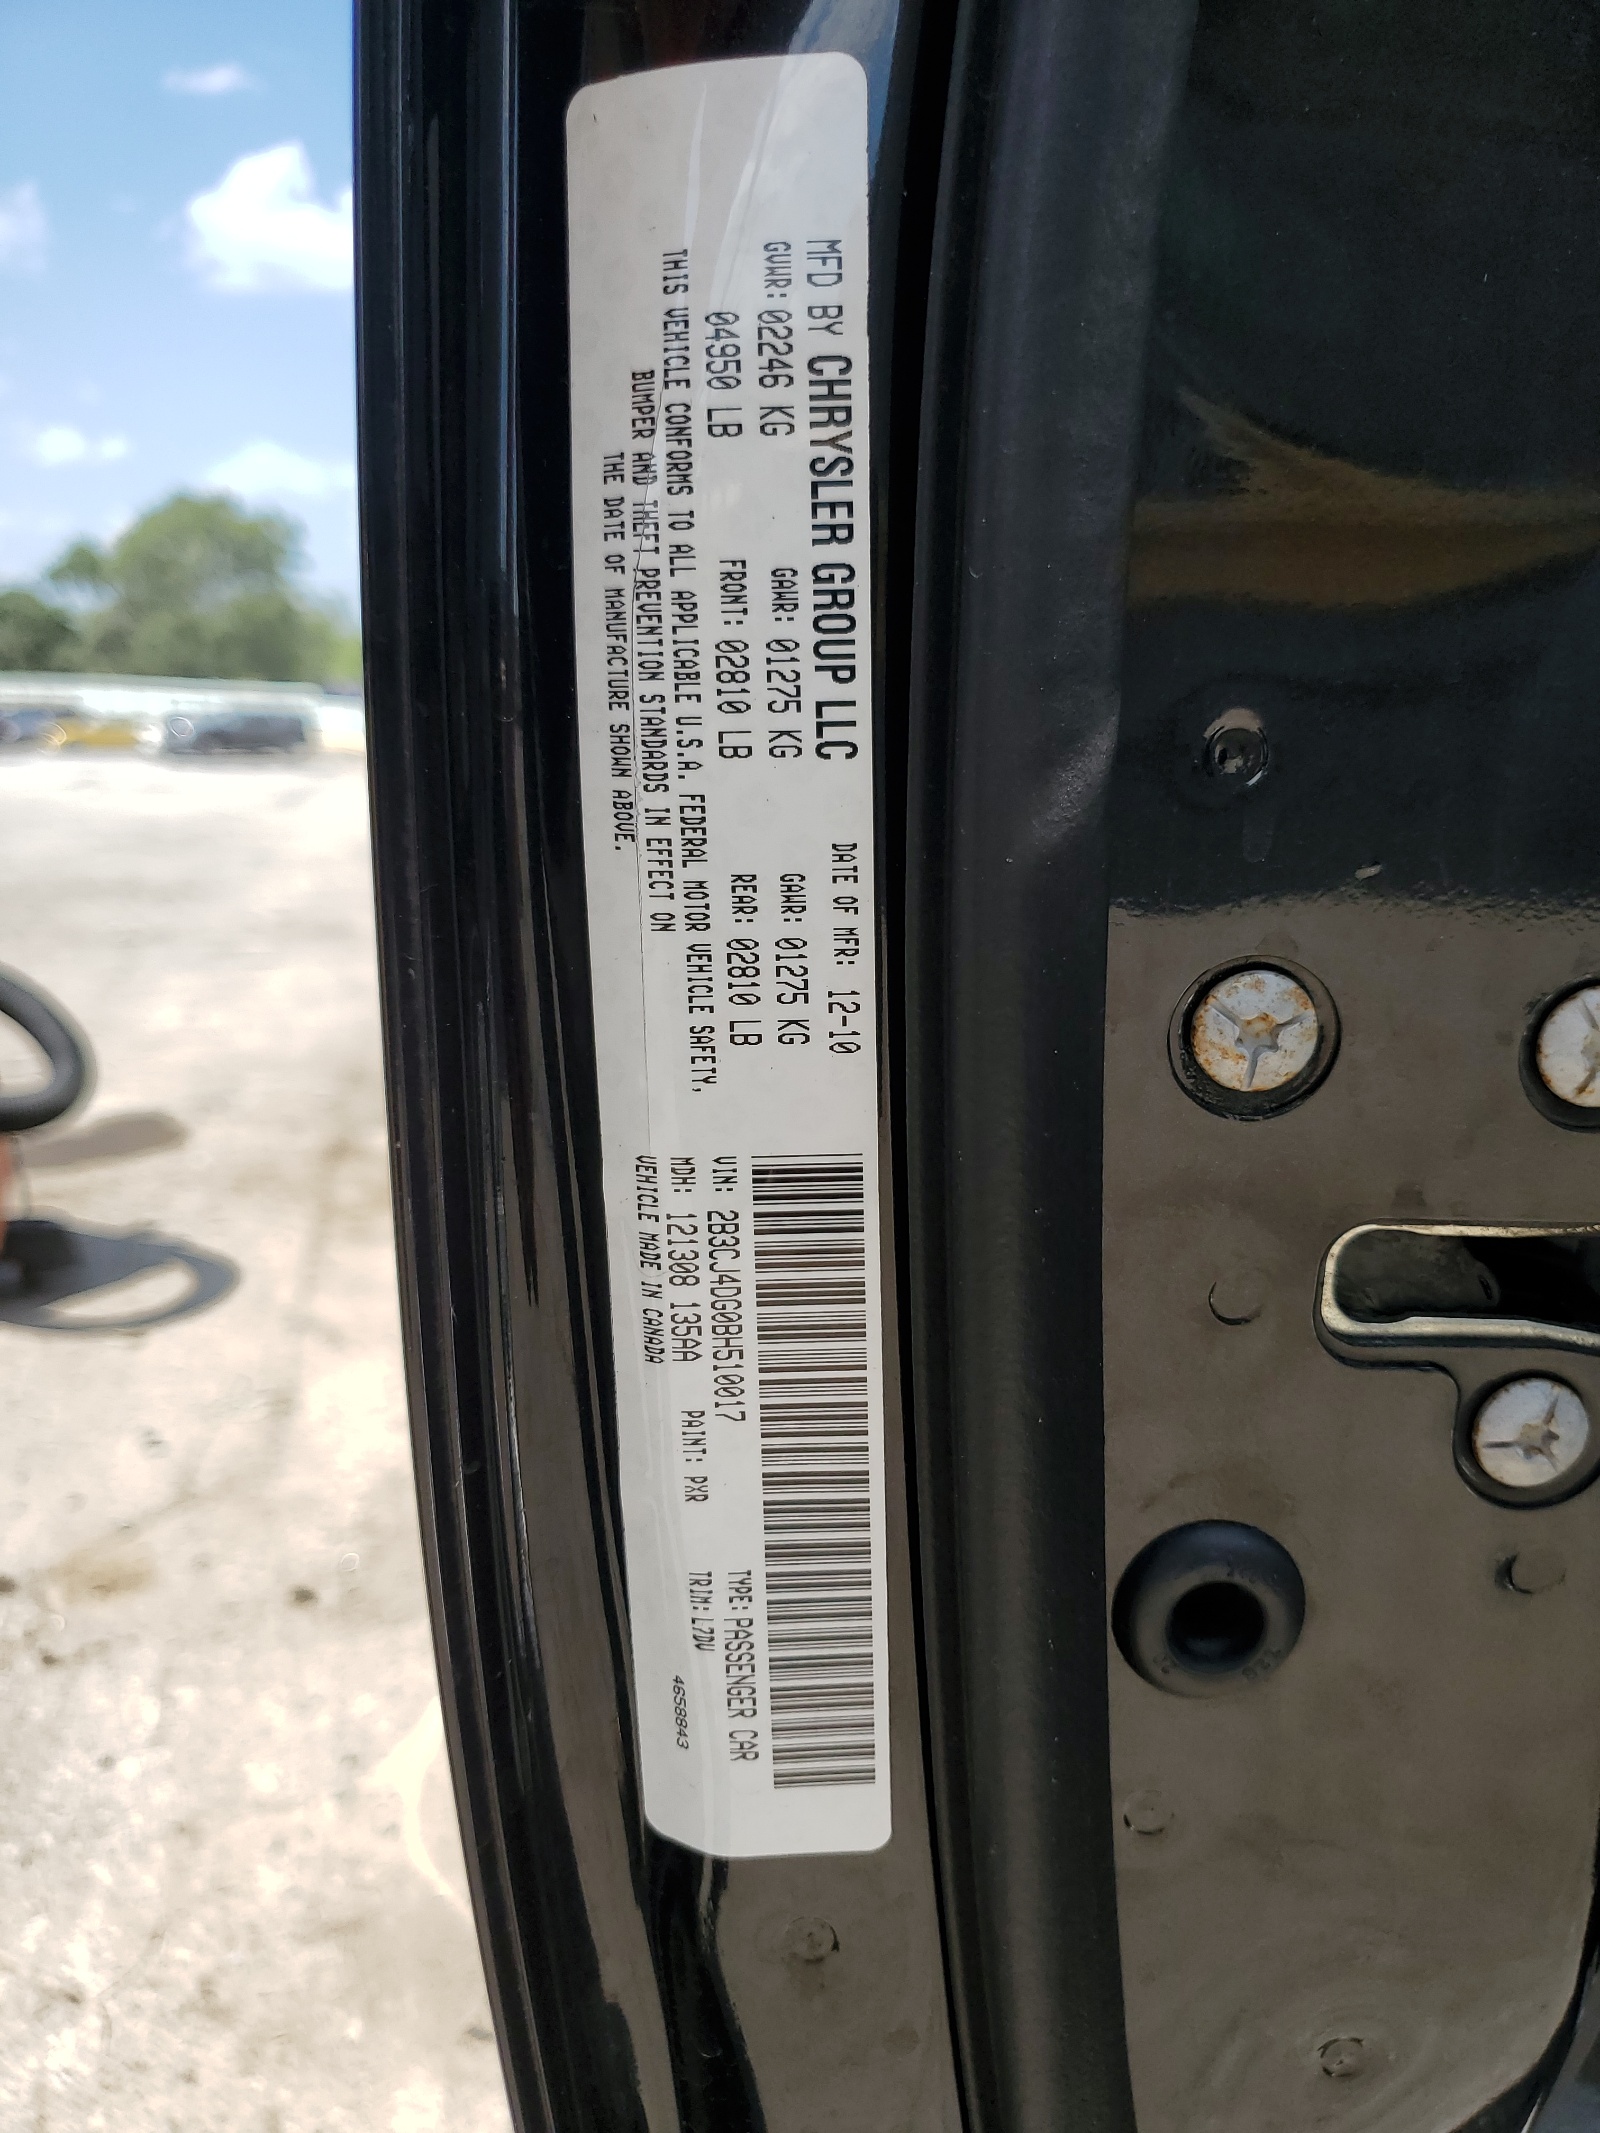 MFD BY CHRYSLER GROUP LLC DATE OF MFR: 12-10
GVWR: 02246 KG GAWR: 01275 KG GAWR: 01275 KG
04950 LB FRONT: 02810 LB REAR: 02810 LB
THIS VEHICLE CONFORMS TO ALL APPLICABLE U.S.A. FEDERAL MOTOR VEHICLE SAFETY,
BUMPER AND THEFT PREVENTION STANDARDS IN EFFECT ON
THE DATE OF MANUFACTURE SHOWN ABOVE.
VIN: 2B3CJ4DG0BH510017 TYPE: PASSENGER CAR
MDH: 121308 135AA PAINT: PXR TRIM: L7DV
VEHICLE MADE IN CANADA 4658843